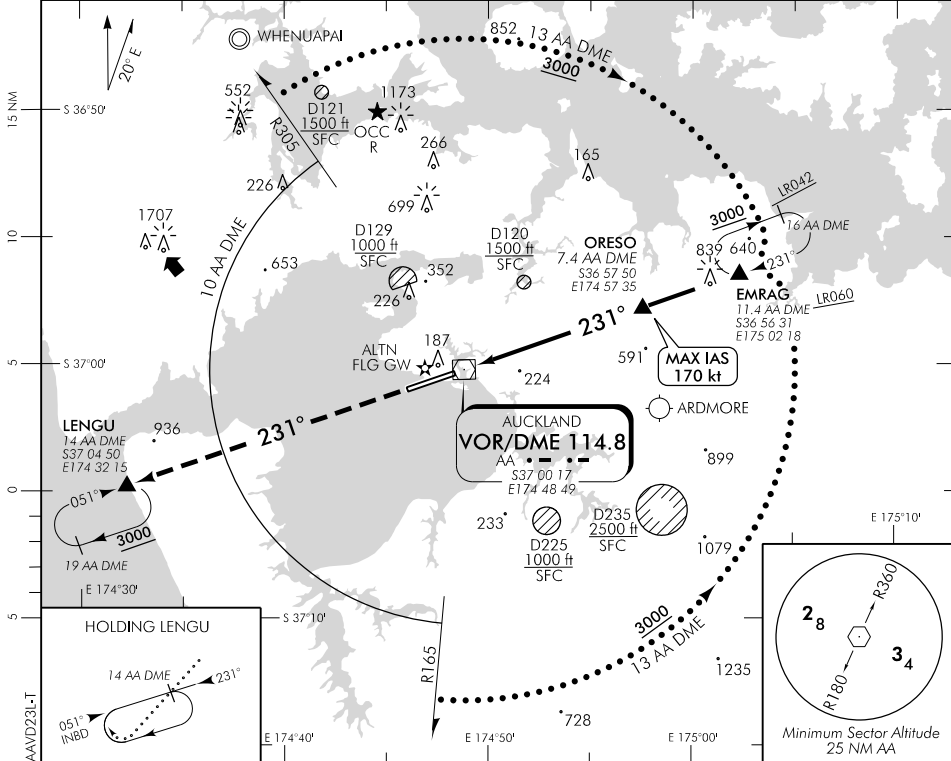 20° E
WHENUAPAI
852
13 AA DME
3000
552
S 36°50'
15 NM
D121
1500 ft
SFC
1173
OCC
R
R305
266
165
226
699
LR042
1707
10
10 AA DME
653
D129
1000 ft
SFC
352
226
D120
1500 ft
SFC
ORESO
7.4 AA DME
S36 57 50
E174 57 35
3000
16 AA DME
839
640
231°
EMRAG
11.4 AA DME
S36 56 31
E175 02 18
LR060
231°
MAX IAS
170 kt
5
S 37°00'
ALTN
FLG GW
187
224
591
ARDMORE
LENGU
14 AA DME
S37 04 50
E174 32 15
936
231°
AUCKLAND
VOR/DME 114.8
AA
S37 00 17
E174 48 49
899
0
051°
3000
19 AA DME
E 174°30'
233
D225
1000 ft
SFC
D235
2500 ft
SFC
1079
E 175°10'
5
S 37°10'
HOLDING LENGU
14 AA DME
231°
051°
INBD
R165
3000
13 AA DME
1235
728
R360
2 8
3 4
R180
Minimum Sector Altitude
25 NM AA
AAVD23L-T
E 174°40'
E 174°50'
E 175°00'